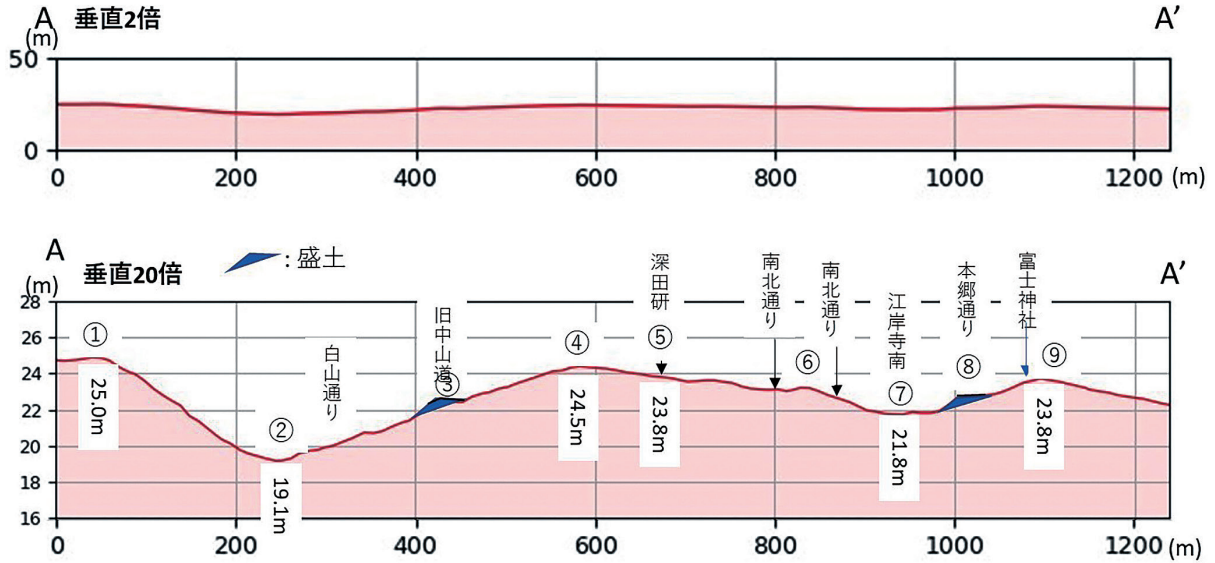 A 垂直2倍 A’
(m)
50
0
0 200 400 600 800 1000 1200 (m)
A 垂直20倍 :盛土 A’
(m)
28
26
24
22
20
18
16
① 25.0m
② 19.1m
白山通り
旧中山道
③
④ 24.5m
深田研
⑤ 23.8m
南北通り
⑥
南北通り
江岸寺南
⑦ 21.8m
本郷通り
⑧
富士神社
⑨ 23.8m
0 200 400 600 800 1000 1200 (m)